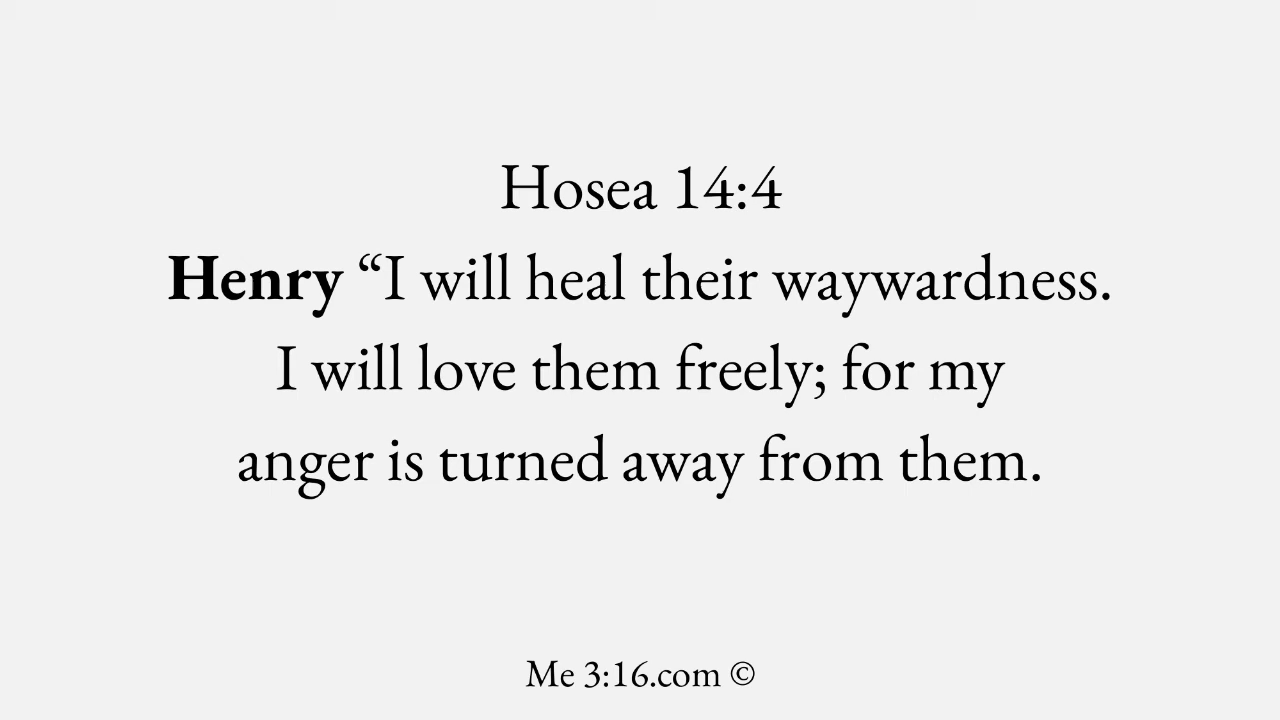 Hosea 14:4
Henry “I will heal their waywardness.
I will love them freely; for my
anger is turned away from them.
Me 3:16.com ©